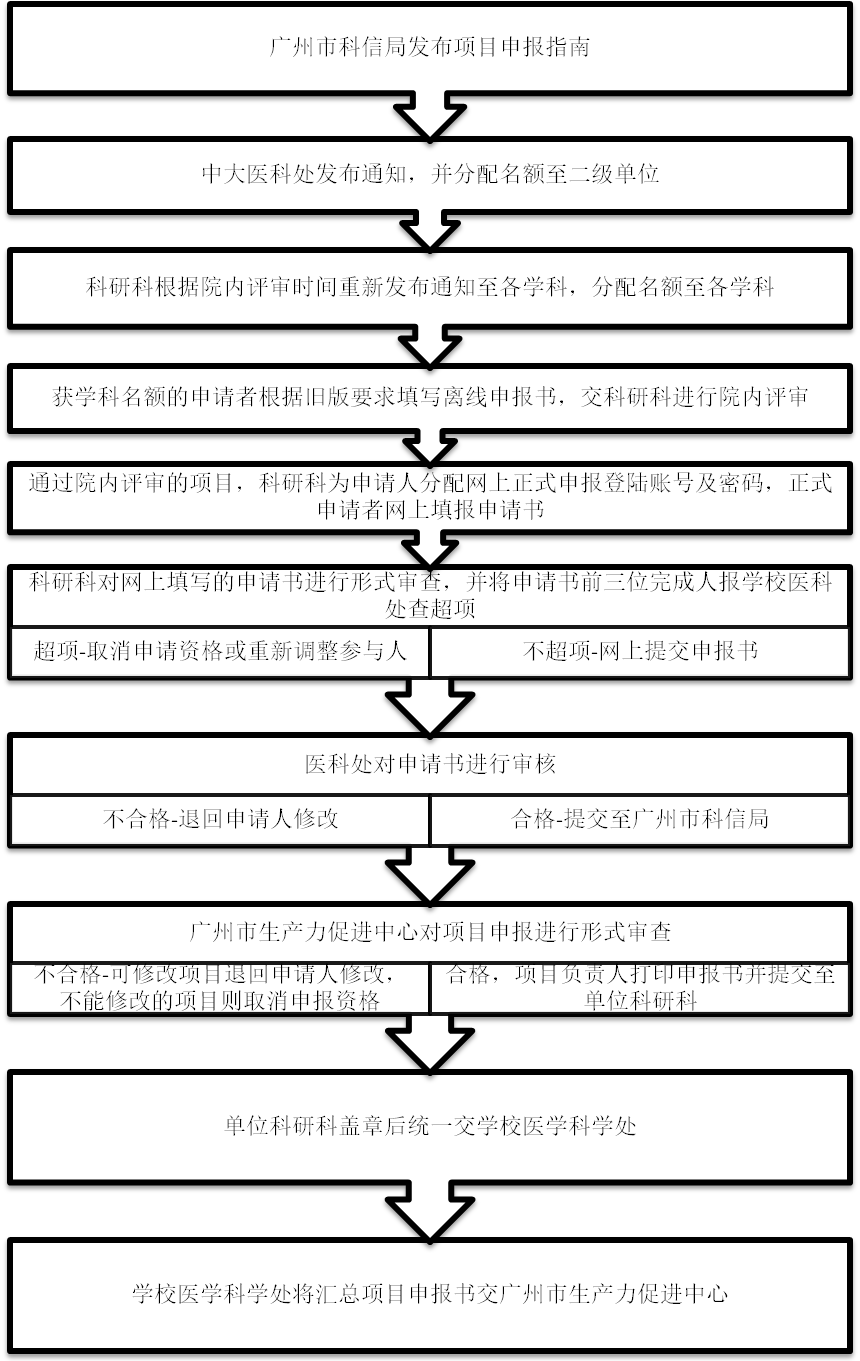 广州市科信局发布项目申报指南
中大医科处发布通知，并分配名额至二级单位
科研科根据院内评审时间重新发布通知至各学科，分配名额至各学科
获学科名额的申请者根据旧版要求填写离线申报书，交科研科进行院内评审
通过院内评审的项目，科研科为申请人分配网上正式申报登陆账号及密码，正式
申请者网上填报申请书
科研科对网上填写的申请书进行形式审查，并将申请书前三位完成人报学校医科
处查超项
超项-取消申请资格或重新调整参与人
不超项-网上提交申报书
医科处对申请书进行审核
不合格-退回申请人修改
合格-提交至广州市科信局
广州市生产力促进中心对项目申报进行形式审查
不合格-可修改项目退回申请人修改，
不能修改的项目则取消申报资格
合格，项目负责人打印申报书并提交至
单位科研科
单位科研科盖章后统一交学校医学科学处
学校医学科学处将汇总项目申报书交广州市生产力促进中心